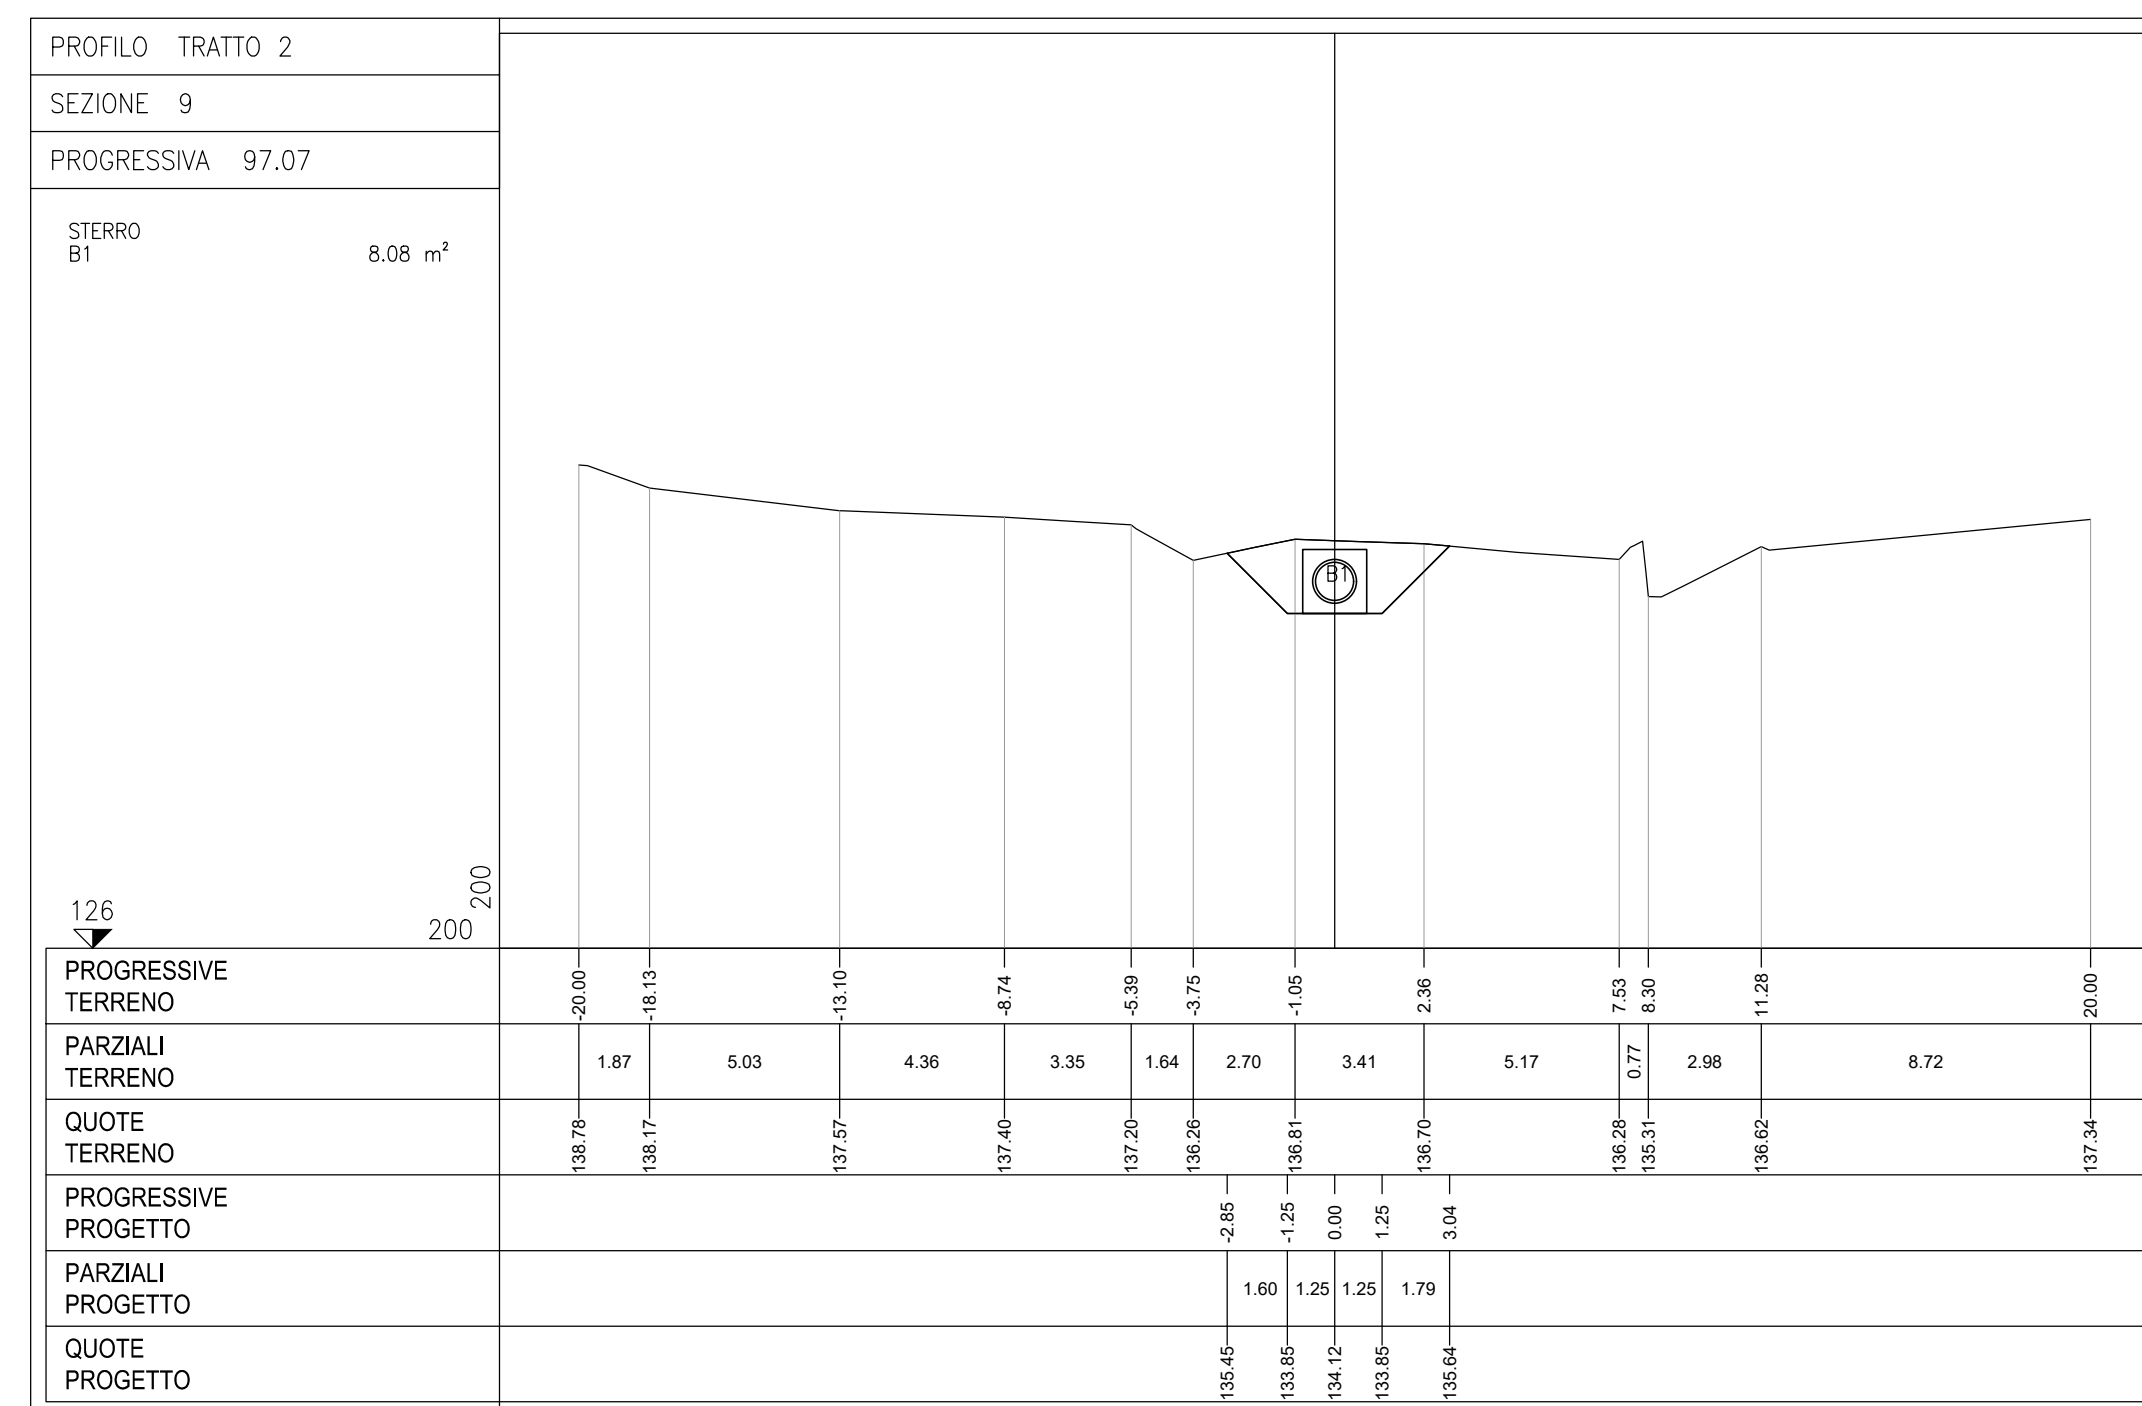 PROFILO TRATTO 2
SEZIONE 9
PROGRESSIVA 97.07
STERRO
B1 8.08 m²
B1
200
126
200
PROGRESSIVE
TERRENO
-20.00 -18.13 -13.10 -8.74 -5.39 -3.75 -1.05 2.36 7.53 8.30 11.28 20.00
PARZIALI
TERRENO
1.87 5.03 4.36 3.35 1.64 2.70 3.41 5.17 0.77 2.98 8.72
QUOTE
TERRENO
138.78 138.17 137.57 137.40 137.20 136.26 136.81 136.70 136.28 135.31 136.62 137.34
PROGRESSIVE
PROGETTO
-2.85 -1.25 0.00 1.25 3.04
PARZIALI
PROGETTO
1.60 1.25 1.25 1.79
QUOTE
PROGETTO
135.45 133.85 134.12 133.85 135.64